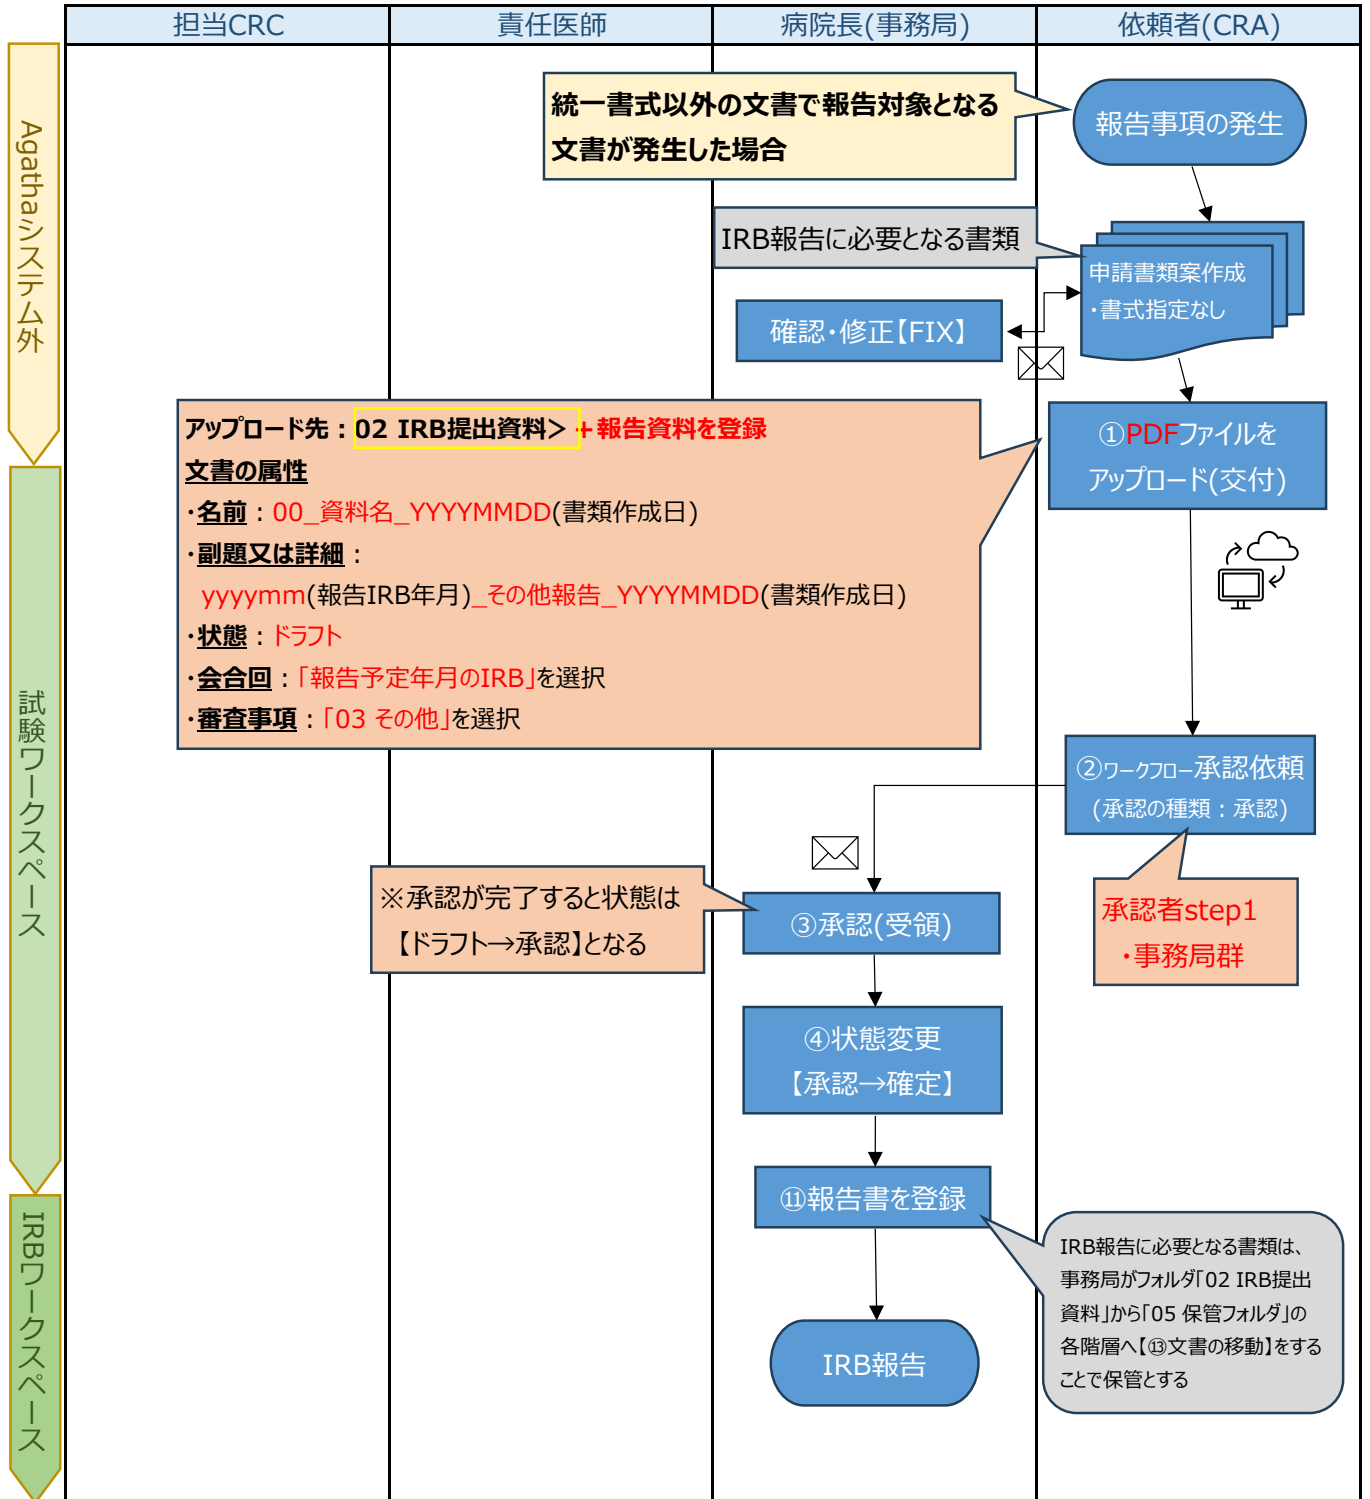 担当CRC
責任医師
病院長(事務局)
依頼者(CRA)
Agathaシステム外
統一書式以外の文書で報告対象となる
文書が発生した場合
報告事項の発生
IRB報告に必要となる書類
申請書類案作成
・書式指定なし
確認・修正【FIX】
アップロード先：02 IRB提出資料＞＋報告資料を登録
文書の属性
・名前：00_資料名_YYYYMMDD(書類作成日)
・副題又は詳細：
yyyymm(報告IRB年月)_その他報告_YYYYMMDD(書類作成日)
・状態：ドラフト
・会合回：「報告予定年月のIRB」を選択
・審査事項：「03 その他」を選択
①PDFファイルを
アップロード(交付)
試験ワークスペース
②ワークフロー承認依頼
(承認の種類：承認)
※承認が完了すると状態は
【ドラフト→承認】となる
③承認(受領)
承認者step1
・事務局群
④状態変更
【承認→確定】
⑪報告書を登録
IRBワークスペース
IRB報告に必要となる書類は、
事務局がフォルダ「02 IRB提出
資料」から「05 保管フォルダ」の
各階層へ【⑬文書の移動】をする
ことで保管とする
IRB報告